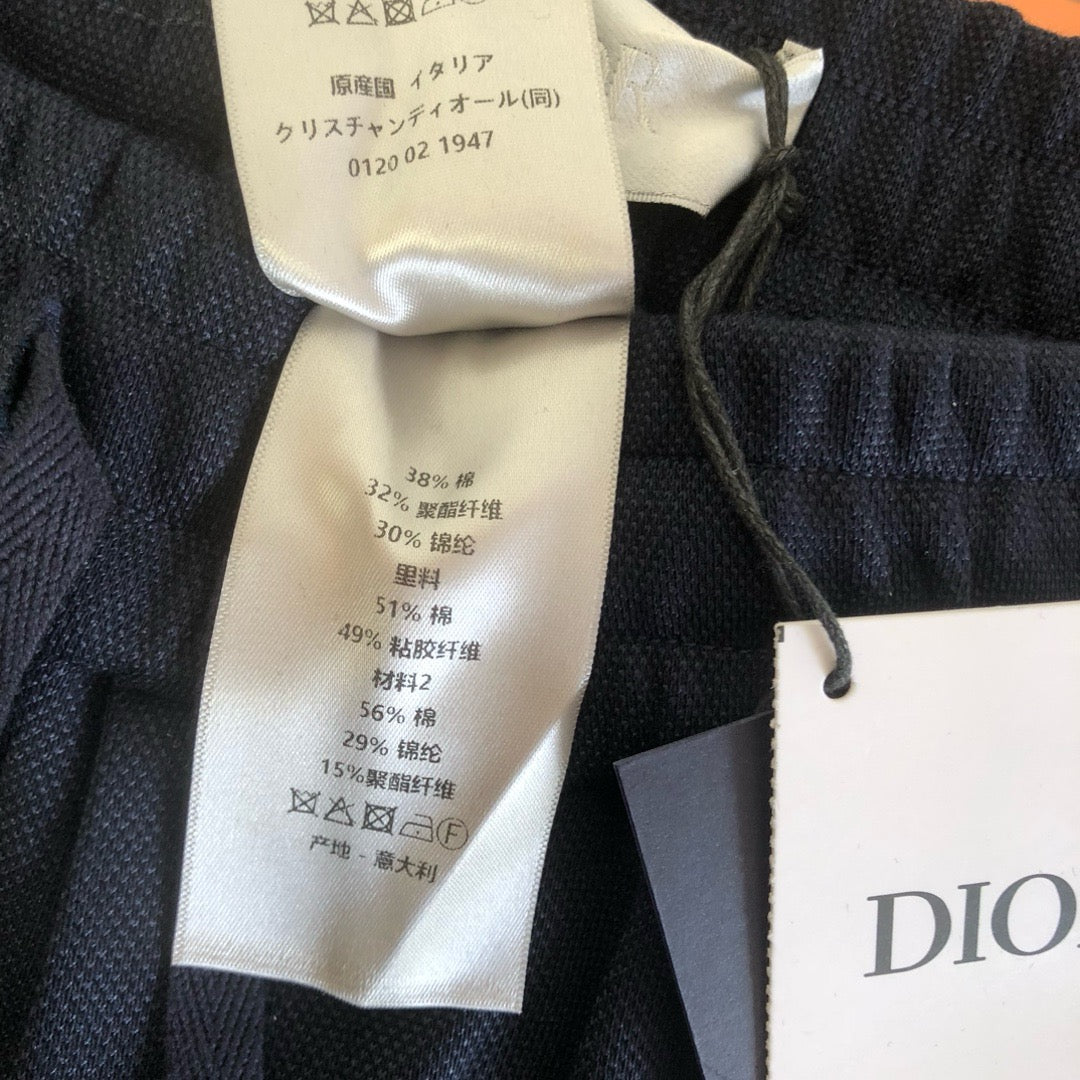 原産国 イタリア
クリスチャンディオール(同)
0120 02 1947
38% 棉
32% 聚酯纤维
30% 锦纶
里料
51% 棉
49% 粘胶纤维
材料2
56% 棉
29% 锦纶
15%聚酯纤维
F
产地 - 意大利
DIO